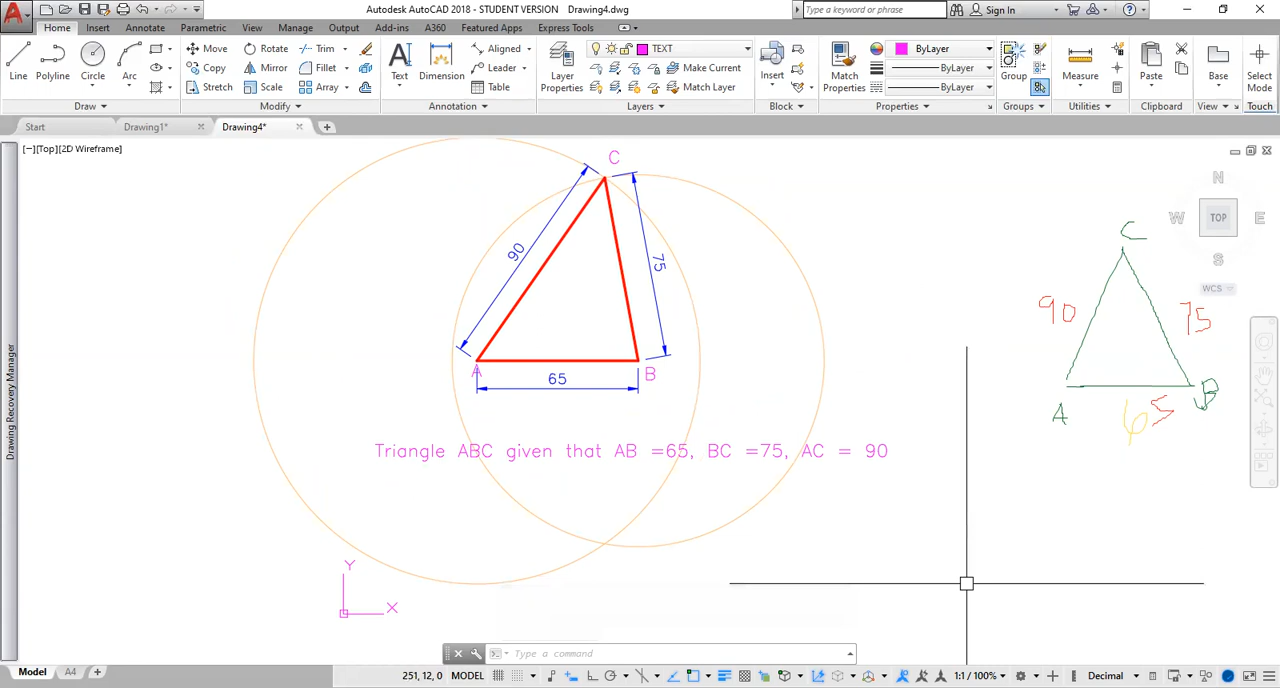 Autodesk AutoCAD 2018 - STUDENT VERSION Drawing4.dwg
Type a keyword or phrase
Sign In
Home Insert Annotate Parametric View Manage Output Add-ins A360 Featured Apps Express Tools
Line
Polyline
Circle
Arc
Move
Rotate
Trim
Copy
Mirror
Fillet
Stretch
Scale
Array
Text
Dimension
Aligned
Leader
Table
Layer
Properties
TEXT
Make Current
Match Layer
Insert
Match
Properties
ByLayer
ByLayer
ByLayer
Group
Measure
Paste
Base
Select
Mode
Draw
Modify
Annotation
Layers
Block
Properties
Groups
Utilities
Clipboard
View
Touch
Start
Drawing1*
Drawing4*
[−][Top][2D Wireframe]
Drawing Recovery Manager
C
90
75
A
B
65
Triangle ABC given that AB =65, BC =75, AC = 90
Y
X
N
W
TOP
E
S
WCS
C
90
75
A
B
65
Type a command
Model
A4
251, 12, 0
MODEL
1:1 / 100%
Decimal